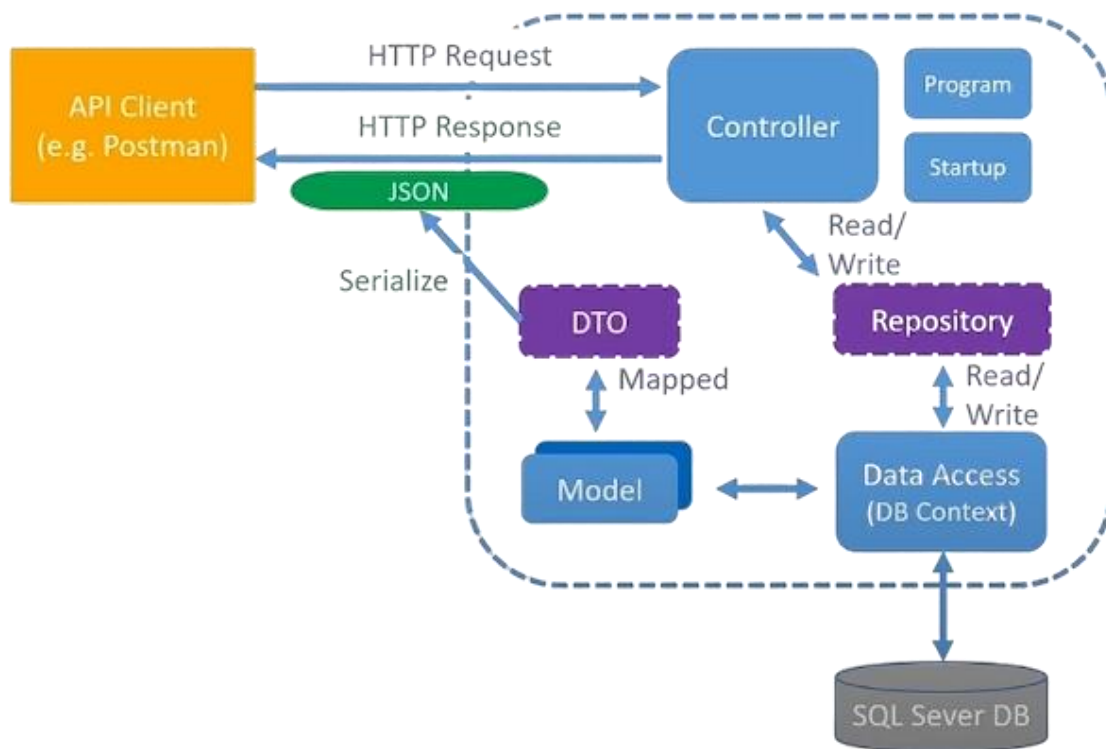 HTTP Request
API Client
(e.g. Postman)
HTTP Response
JSON
Controller
Program
Startup
Read/
Write
Serialize
DTO
Repository
Mapped
Read/
Write
Model
Data Access
(DB Context)
SQL Sever DB